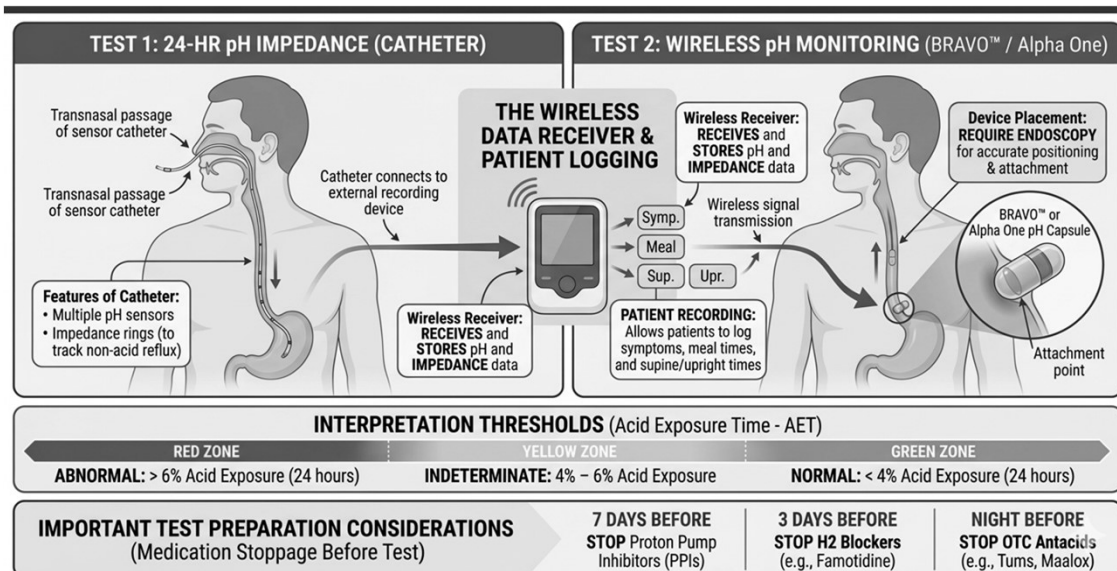 TEST 1: 24-HR pH IMPEDANCE (CATHETER)
Transnasal passage
of sensor catheter
Transnasal passage
of sensor catheter
Features of Catheter:
• Multiple pH sensors
• Impedance rings (to
track non-acid reflux)
Catheter connects to
external recording
device
THE WIRELESS
DATA RECEIVER &
PATIENT LOGGING
Wireless Receiver:
RECEIVES and
STORES pH and
IMPEDANCE data
Symp.
Meal
Sup.
Upr.
TEST 2: WIRELESS pH MONITORING (BRAVO™ / Alpha One)
Wireless Receiver:
RECEIVES and
STORES pH and
IMPEDANCE data
Wireless signal
transmission
PATIENT RECORDING:
Allows patients to log
symptoms, meal times,
and supine/upright times
Device Placement:
REQUIRE ENDOSCOPY
for accurate positioning
& attachment
BRAVO™ or
Alpha One pH Capsule
Attachment
point
INTERPRETATION THRESHOLDS (Acid Exposure Time - AET)
RED ZONE
YELLOW ZONE
GREEN ZONE
ABNORMAL: > 6% Acid Exposure (24 hours)
INDETERMINATE: 4% – 6% Acid Exposure
NORMAL: < 4% Acid Exposure (24 hours)
IMPORTANT TEST PREPARATION CONSIDERATIONS
(Medication Stoppage Before Test)
7 DAYS BEFORE
STOP Proton Pump
Inhibitors (PPIs)
3 DAYS BEFORE
STOP H2 Blockers
(e.g., Famotidine)
NIGHT BEFORE
STOP OTC Antacids
(e.g., Tums, Maalox)